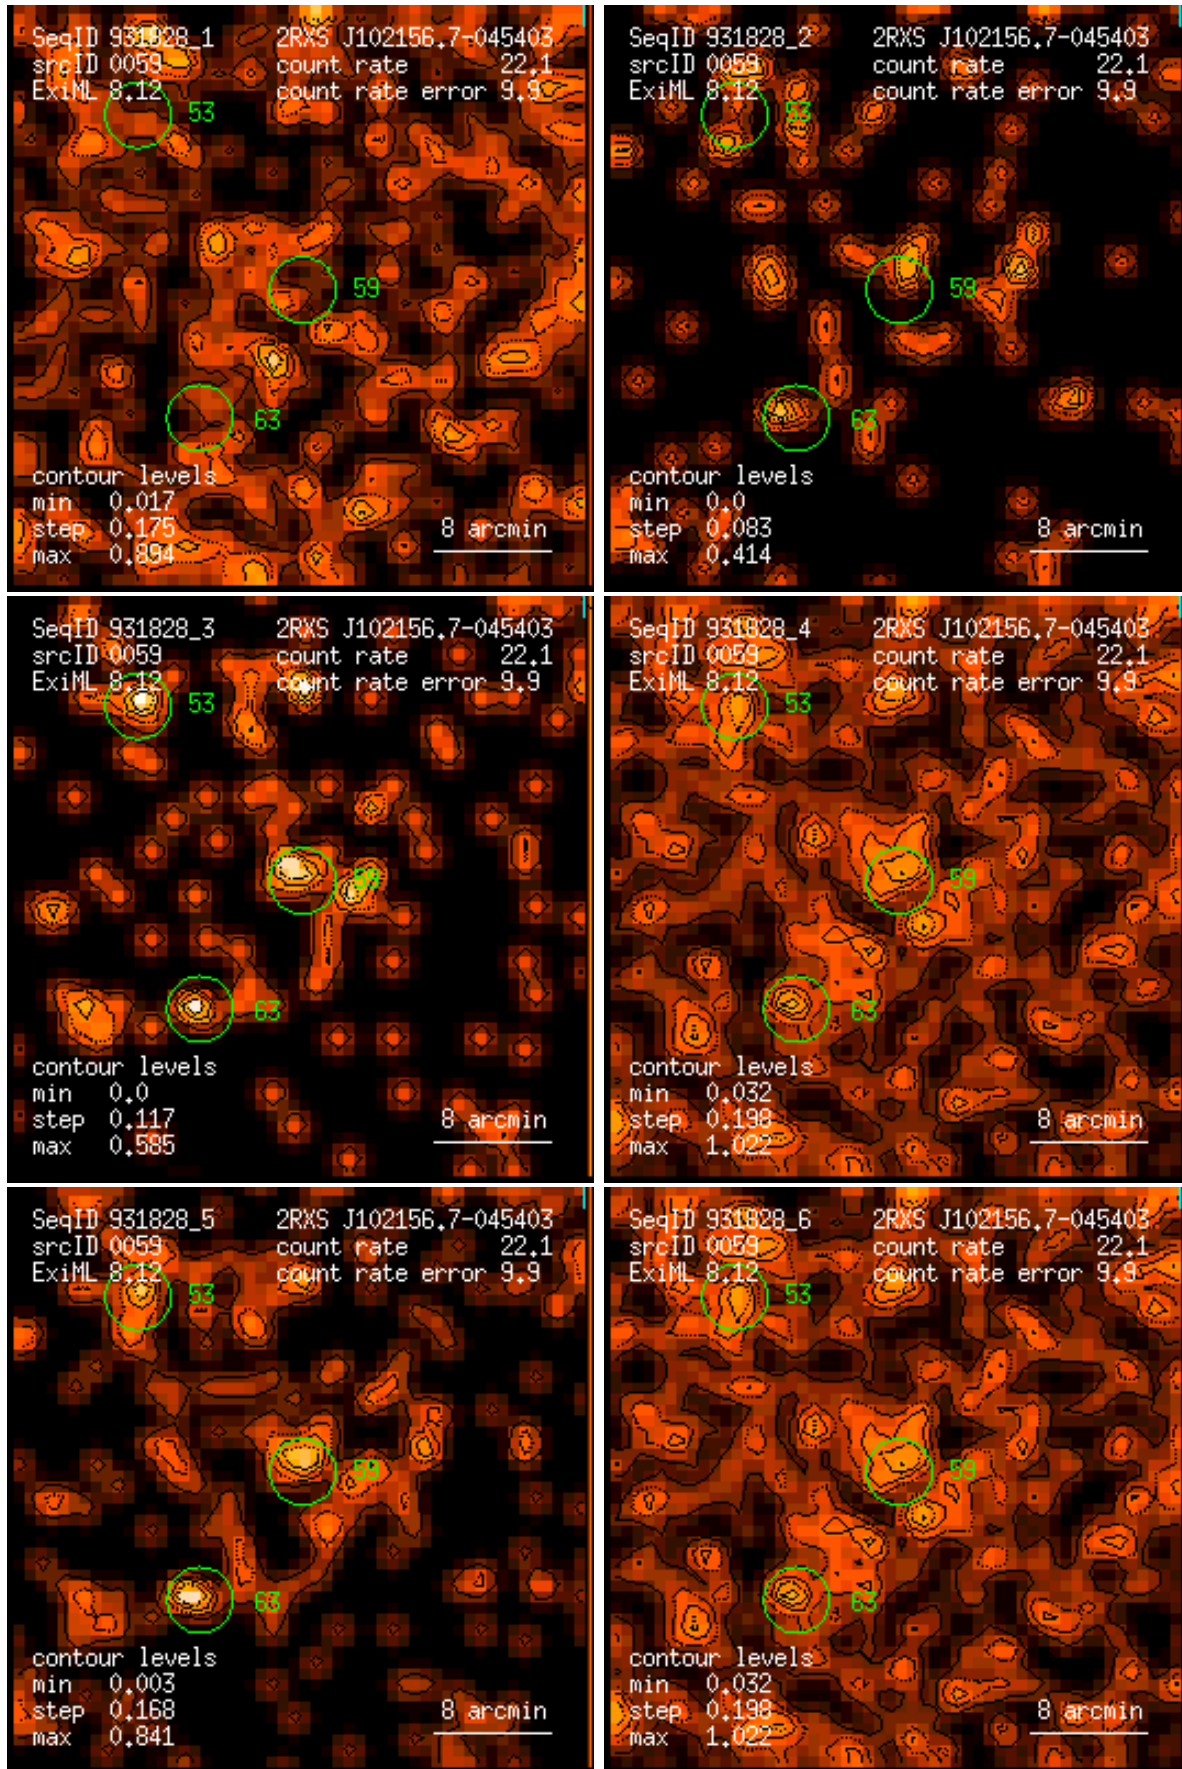 SeqID 931828_1 2RXS J102156.7-045403
srcID 0059 count rate 22.1
ExiML 8.12 count rate error 9.9
53
59
63
contour levels
min 0.017
step 0.175 8 arcmin
max 0.894
SeqID 931828_2 2RXS J102156.7-045403
srcID 0059 count rate 22.1
ExiML 8.12 count rate error 9.9
53
59
63
contour levels
min 0.0
step 0.083 8 arcmin
max 0.414
SeqID 931828_3 2RXS J102156.7-045403
srcID 0059 count rate 22.1
ExiML 8.12 count rate error 9.9
53
59
63
contour levels
min 0.0
step 0.117 8 arcmin
max 0.585
SeqID 931828_4 2RXS J102156.7-045403
srcID 0059 count rate 22.1
ExiML 8.12 count rate error 9.9
53
59
63
contour levels
min 0.032
step 0.198 8 arcmin
max 1.022
SeqID 931828_5 2RXS J102156.7-045403
srcID 0059 count rate 22.1
ExiML 8.12 count rate error 9.9
53
59
63
contour levels
min 0.003
step 0.168 8 arcmin
max 0.841
SeqID 931828_6 2RXS J102156.7-045403
srcID 0059 count rate 22.1
ExiML 8.12 count rate error 9.9
53
59
63
contour levels
min 0.032
step 0.198 8 arcmin
max 1.022